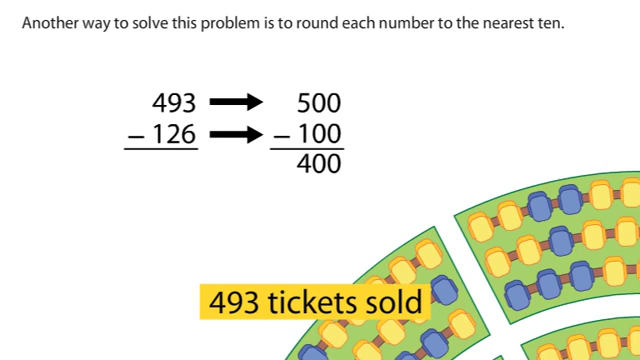 Another way to solve this problem is to round each number to the nearest ten.
493 → 500
– 126 → – 100
400
493 tickets sold